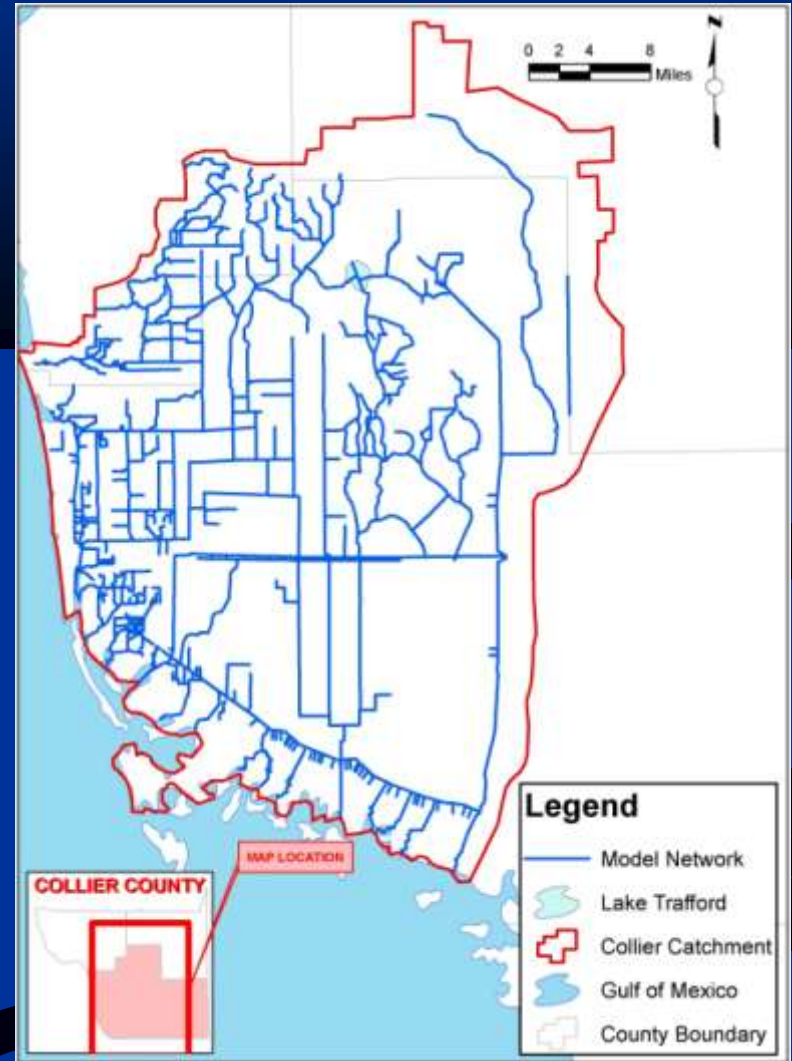 N
0 2 4 8
Miles
MAP LOCATION
COLLIER COUNTY
Legend
Model Network
Lake Trafford
Collier Catchment
Gulf of Mexico
County Boundary